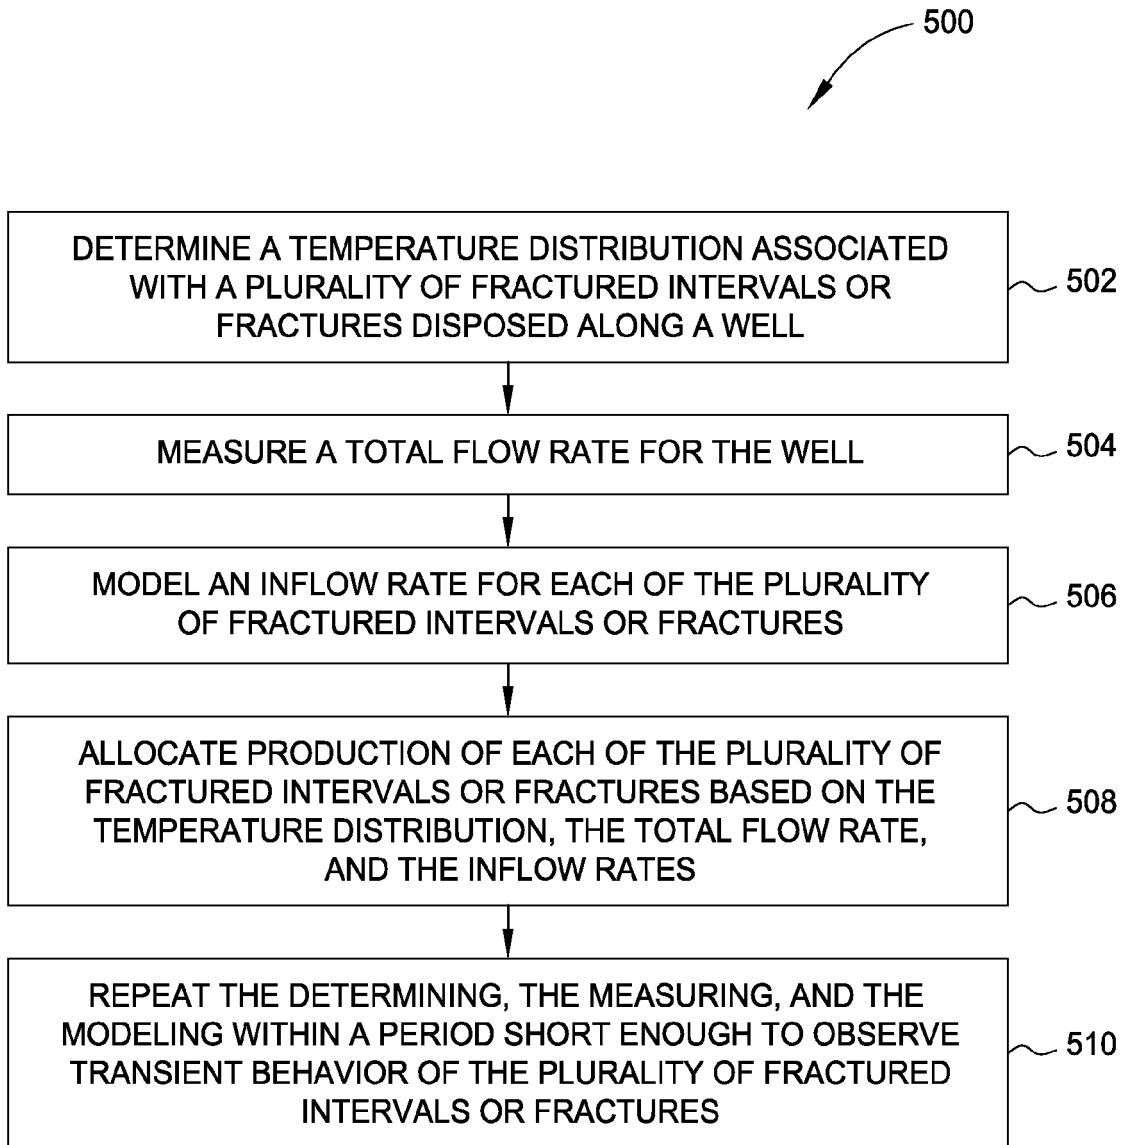 500
DETERMINE A TEMPERATURE DISTRIBUTION ASSOCIATED
WITH A PLURALITY OF FRACTURED INTERVALS OR
FRACTURES DISPOSED ALONG A WELL
502
MEASURE A TOTAL FLOW RATE FOR THE WELL
504
MODEL AN INFLOW RATE FOR EACH OF THE PLURALITY
OF FRACTURED INTERVALS OR FRACTURES
506
ALLOCATE PRODUCTION OF EACH OF THE PLURALITY OF
FRACTURED INTERVALS OR FRACTURES BASED ON THE
TEMPERATURE DISTRIBUTION, THE TOTAL FLOW RATE,
AND THE INFLOW RATES
508
REPEAT THE DETERMINING, THE MEASURING, AND THE
MODELING WITHIN A PERIOD SHORT ENOUGH TO OBSERVE
TRANSIENT BEHAVIOR OF THE PLURALITY OF FRACTURED
INTERVALS OR FRACTURES
510